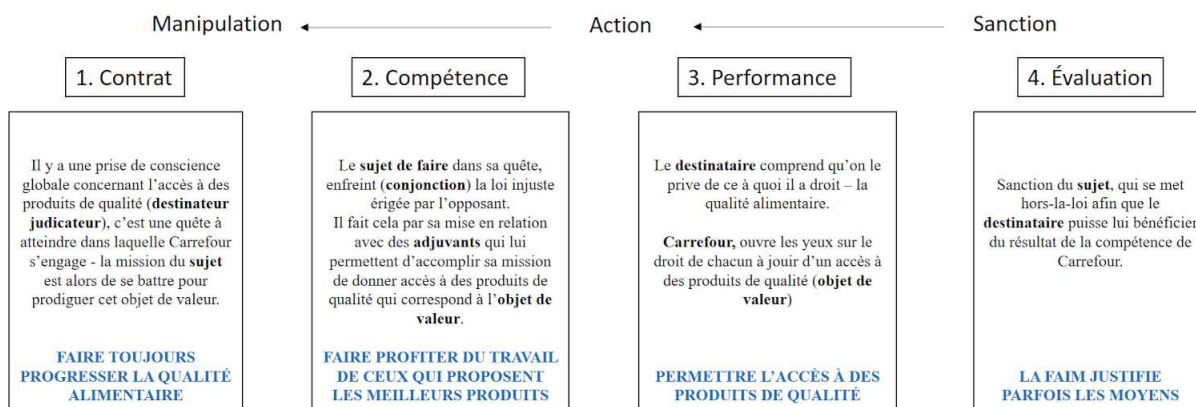 Manipulation
Action
Sanction
1. Contrat
2. Compétence
3. Performance
4. Évaluation
Il y a une prise de conscience
globale concernant l'accès à des
produits de qualité (destinateur
judicateur), c'est une quête à
atteindre dans laquelle Carrefour
s'engage - la mission du sujet
est alors de se battre pour
prodiguer cet objet de valeur.
FAIRE TOUJOURS
PROGRESSER LA QUALITÉ
ALIMENTAIRE
Le sujet de faire dans sa quête,
enfreint (conjonction) la loi injuste
érigée par l'opposant.
Il fait cela par sa mise en relation
avec des adjuvants qui lui
permettent d'accomplir sa mission
de donner accès à des produits de
qualité qui correspond à l'objet de
valeur.
FAIRE PROFITER DU TRAVAIL
DE CEUX QUI PROPOSENT
LES MEILLEURS PRODUITS
Le destinataire comprend qu'on le
prive de ce à quoi il a droit – la
qualité alimentaire.
Carrefour, ouvre les yeux sur le
droit de chacun à jouir d'un accès à
des produits de qualité (objet de
valeur)
PERMETTRE L'ACCÈS À DES
PRODUITS DE QUALITÉ
Sanction du sujet, qui se met
hors-la-loi afin que le
destinataire puisse lui bénéficier
du résultat de la compétence de
Carrefour.
LA FAIM JUSTIFIE
PARFOIS LES MOYENS